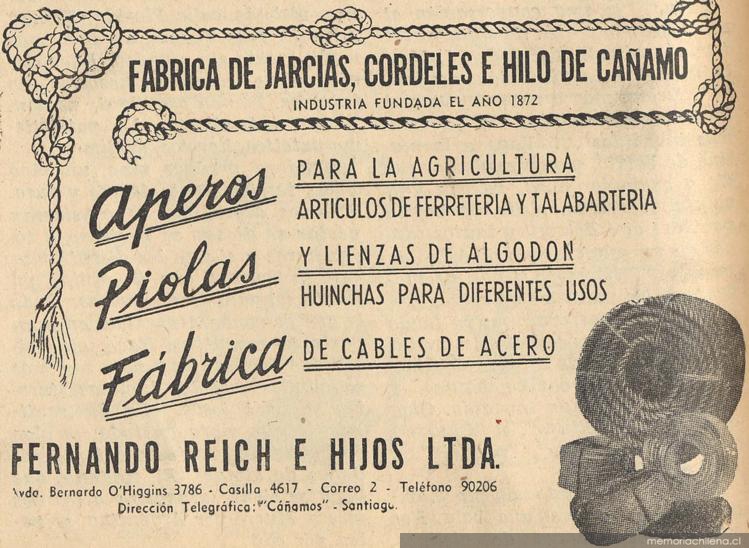 FABRICA DE JARCIAS, CORDELES E HILO DE CAÑAMO
INDUSTRIA FUNDADA EL AÑO 1872
Aperos PARA LA AGRICULTURA
ARTICULOS DE FERRETERIA Y TALABARTERIA
Piolas Y LIENZAS DE ALGODON
HUINCHAS PARA DIFERENTES USOS
Fábrica DE CABLES DE ACERO
FERNANDO REICH E HIJOS LTDA.
Avda. Bernardo O'Higgins 3786 - Casilla 4617 - Correo 2 - Teléfono 90206
Dirección Telegráfica: "Cáñamos" - Santiago.
memoriachilena.cl